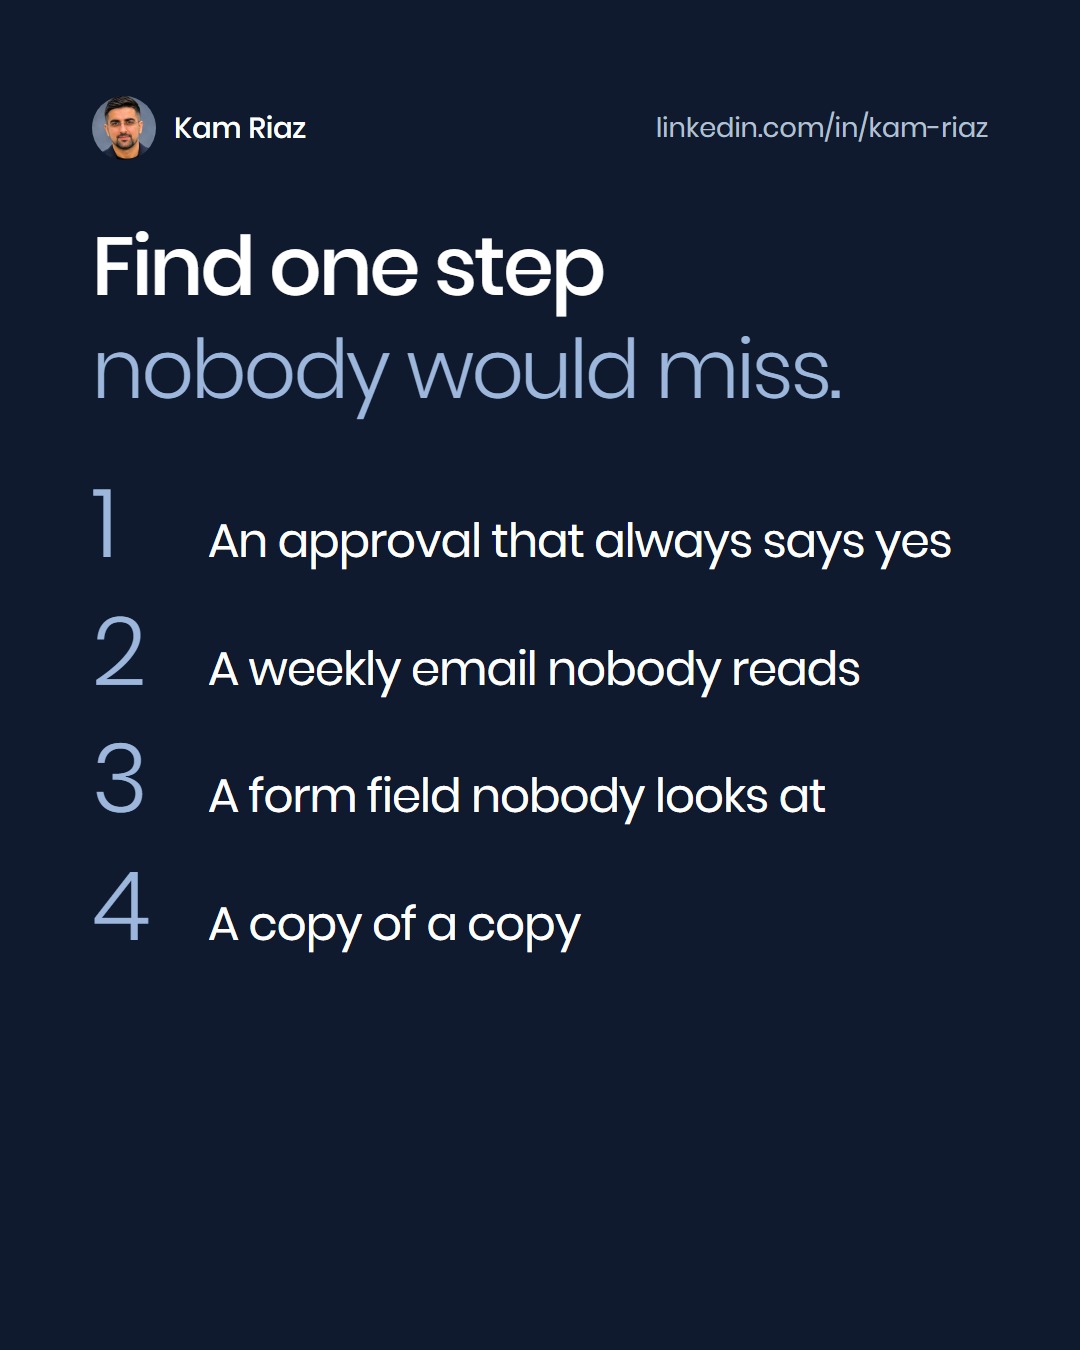 Kam Riaz
linkedin.com/in/kam-riaz
Find one step
nobody would miss.
1 An approval that always says yes
2 A weekly email nobody reads
3 A form field nobody looks at
4 A copy of a copy